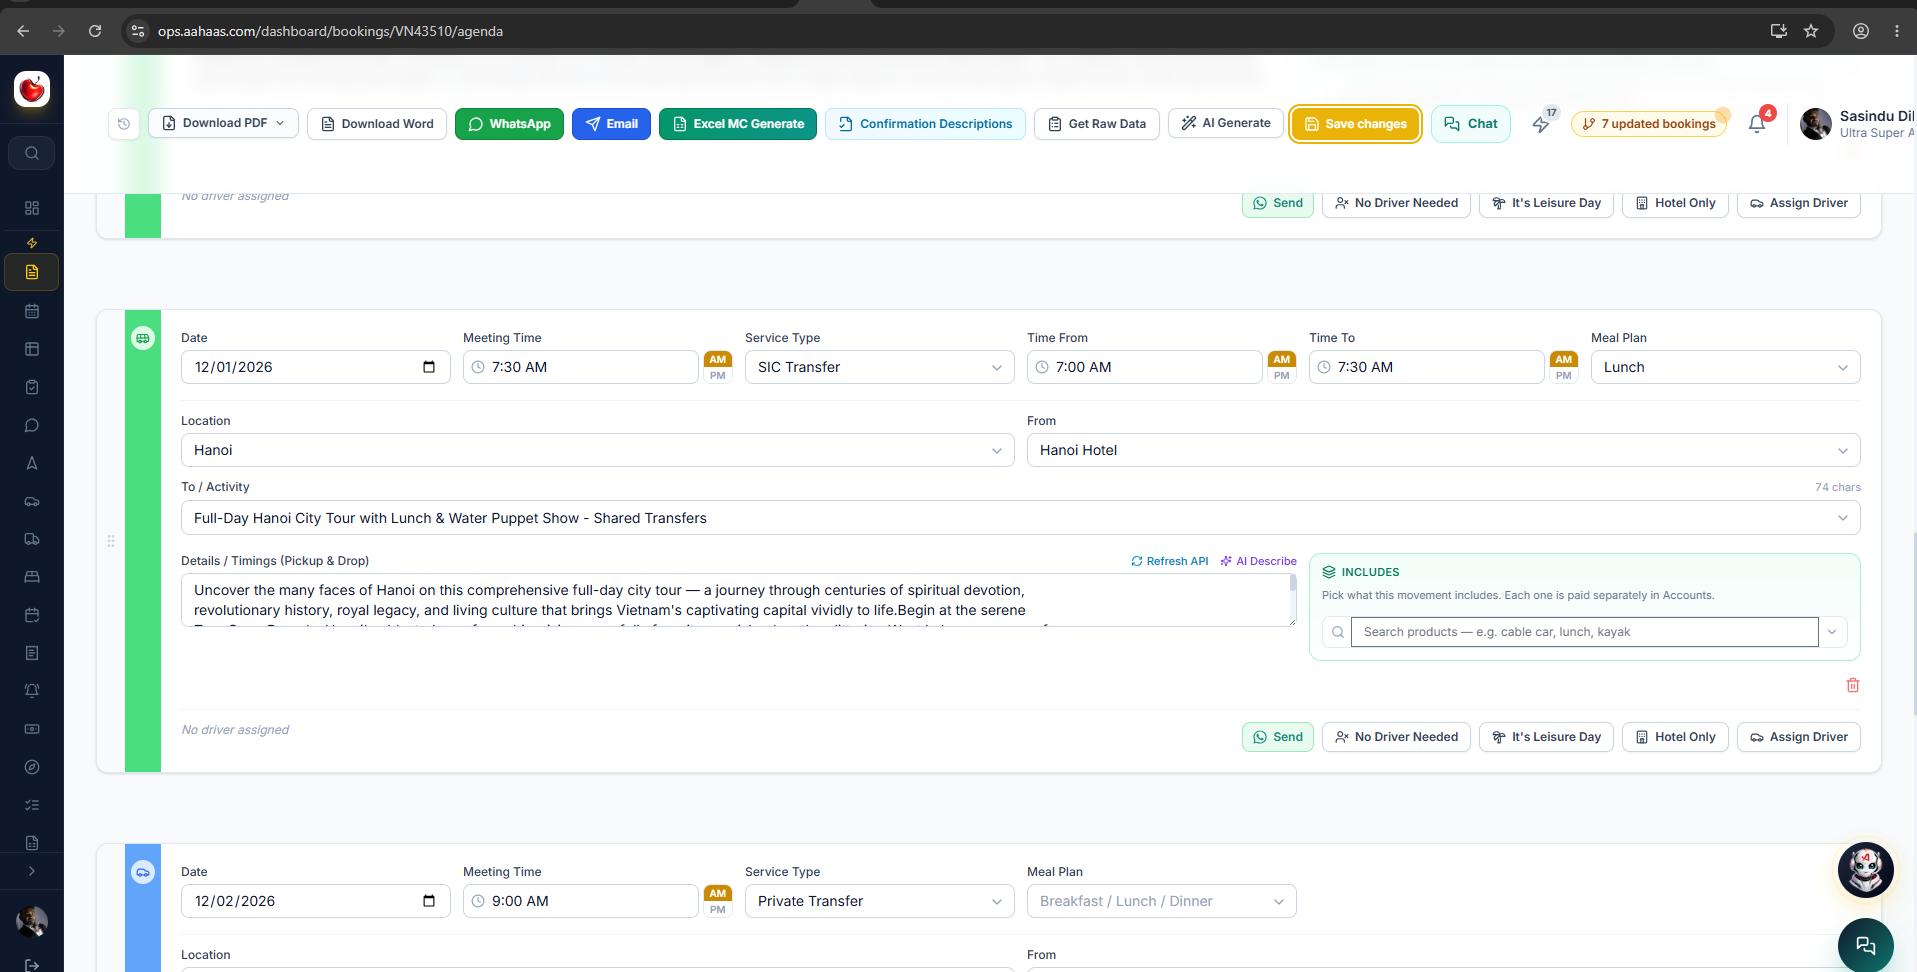 ops.aahaas.com/dashboard/bookings/VN43510/agenda
Download PDF
Download Word
WhatsApp
Email
Excel MC Generate
Confirmation Descriptions
Get Raw Data
AI Generate
Save changes
Chat
17
7 updated bookings
4
Sasindu Dil
Ultra Super A
No driver assigned
Send
No Driver Needed
It's Leisure Day
Hotel Only
Assign Driver
Date
Meeting Time
Service Type
Time From
Time To
Meal Plan
12/01/2026
7:30 AM
AM
PM
SIC Transfer
7:00 AM
AM
PM
7:30 AM
AM
PM
Lunch
Location
From
Hanoi
Hanoi Hotel
To / Activity
74 chars
Full-Day Hanoi City Tour with Lunch & Water Puppet Show - Shared Transfers
Details / Timings (Pickup & Drop)
Refresh API
AI Describe
Uncover the many faces of Hanoi on this comprehensive full-day city tour — a journey through centuries of spiritual devotion,
revolutionary history, royal legacy, and living culture that brings Vietnam's captivating capital vividly to life.Begin at the serene
INCLUDES
Pick what this movement includes. Each one is paid separately in Accounts.
Search products — e.g. cable car, lunch, kayak
No driver assigned
Send
No Driver Needed
It's Leisure Day
Hotel Only
Assign Driver
Date
Meeting Time
Service Type
Meal Plan
12/02/2026
9:00 AM
AM
PM
Private Transfer
Breakfast / Lunch / Dinner
Location
From